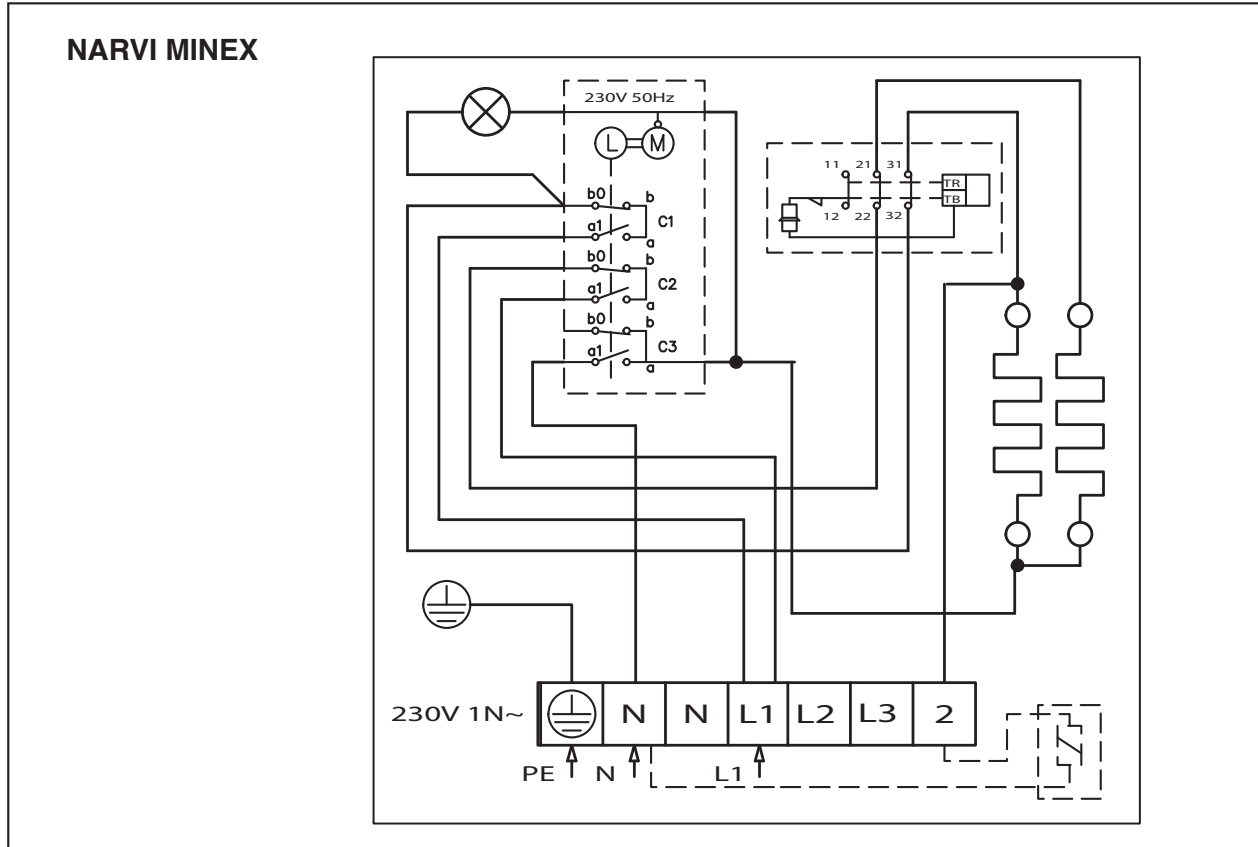 NARVI MINEX
230V 50Hz
L M
11 21 31
TR
TB
12 22 32
b0 b
C1
a1 a
b0 b
C2
a1 a
b0 b
C3
a1 a
230V 1N~ N N L1 L2 L3 2
PE N L1